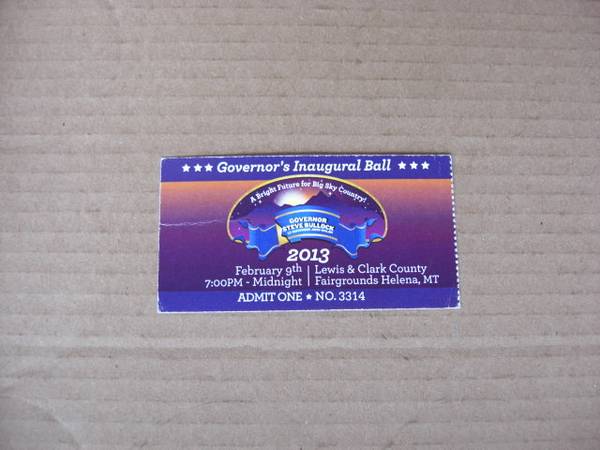 ★★★ Governor's Inaugural Ball ★★★
A Bright Future for Big Sky Country!
GOVERNOR
STEVE BULLOCK
2013
February 9th | Lewis & Clark County
7:00PM - Midnight | Fairgrounds Helena, MT
ADMIT ONE ★ NO. 3314